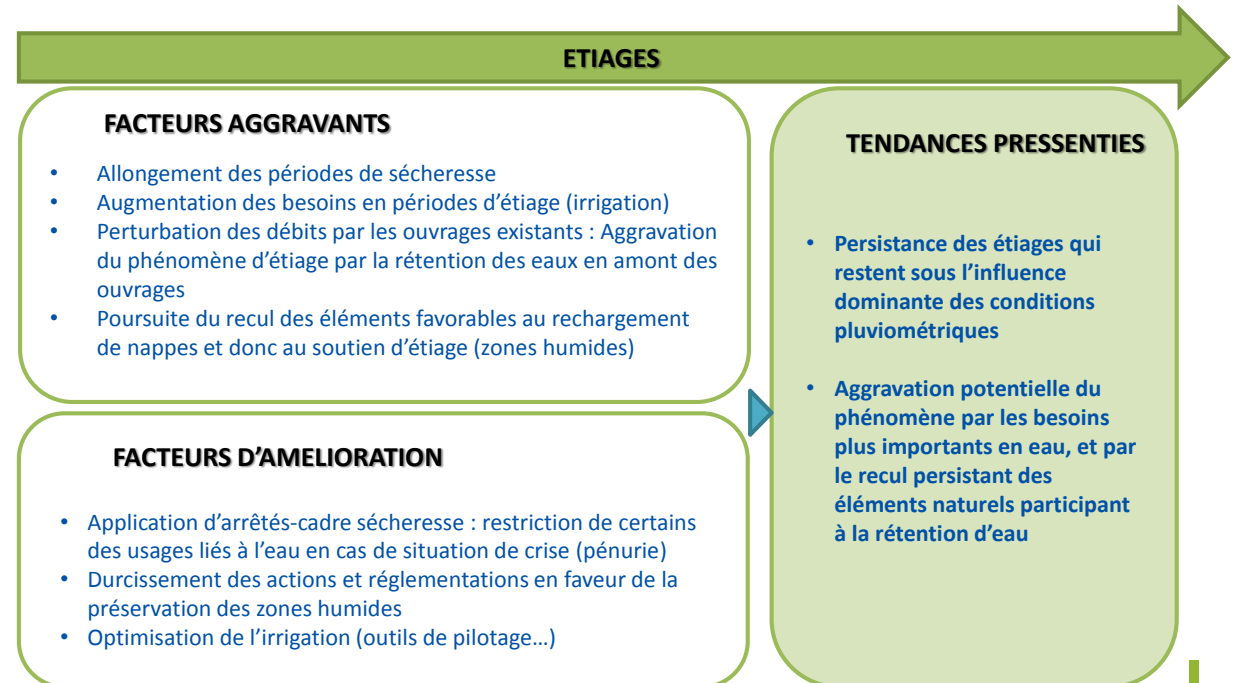 ETIAGES
FACTEURS AGGRAVANTS
• Allongement des périodes de sécheresse
• Augmentation des besoins en périodes d’étiage (irrigation)
• Perturbation des débits par les ouvrages existants : Aggravation
du phénomène d’étiage par la rétention des eaux en amont des
ouvrages
• Poursuite du recul des éléments favorables au rechargement
de nappes et donc au soutien d’étiage (zones humides)
FACTEURS D’AMELIORATION
• Application d’arrêtés-cadre sécheresse : restriction de certains
des usages liés à l’eau en cas de situation de crise (pénurie)
• Durcissement des actions et réglementations en faveur de la
préservation des zones humides
• Optimisation de l’irrigation (outils de pilotage…)
TENDANCES PRESSENTIES
• Persistance des étiages qui
restent sous l’influence
dominante des conditions
pluviométriques
• Aggravation potentielle du
phénomène par les besoins
plus importants en eau, et par
le recul persistant des
éléments naturels participant
à la rétention d’eau